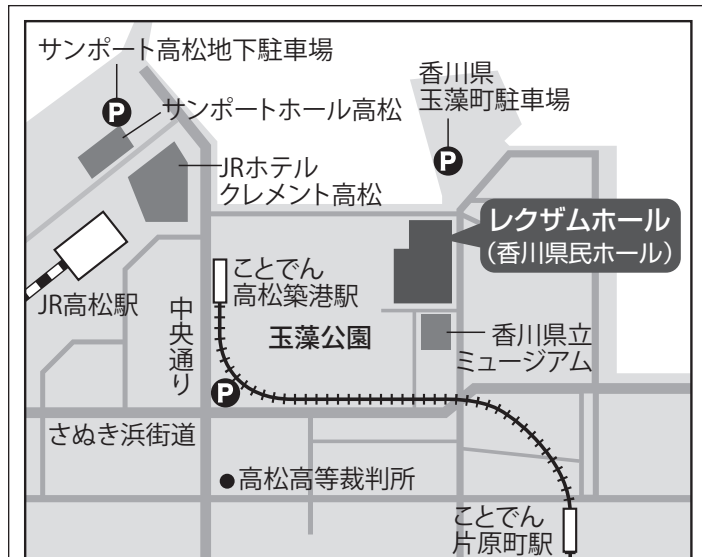 サンポート高松地下駐車場
P
サンポートホール高松
香川県
玉藻町駐車場
P
JRホテル
クレメント高松
レクザムホール
(香川県民ホール)
JR高松駅
ことでん
高松築港駅
中央通り
玉藻公園
香川県立
ミュージアム
P
さぬき浜街道
高松高等裁判所
ことでん
片原町駅